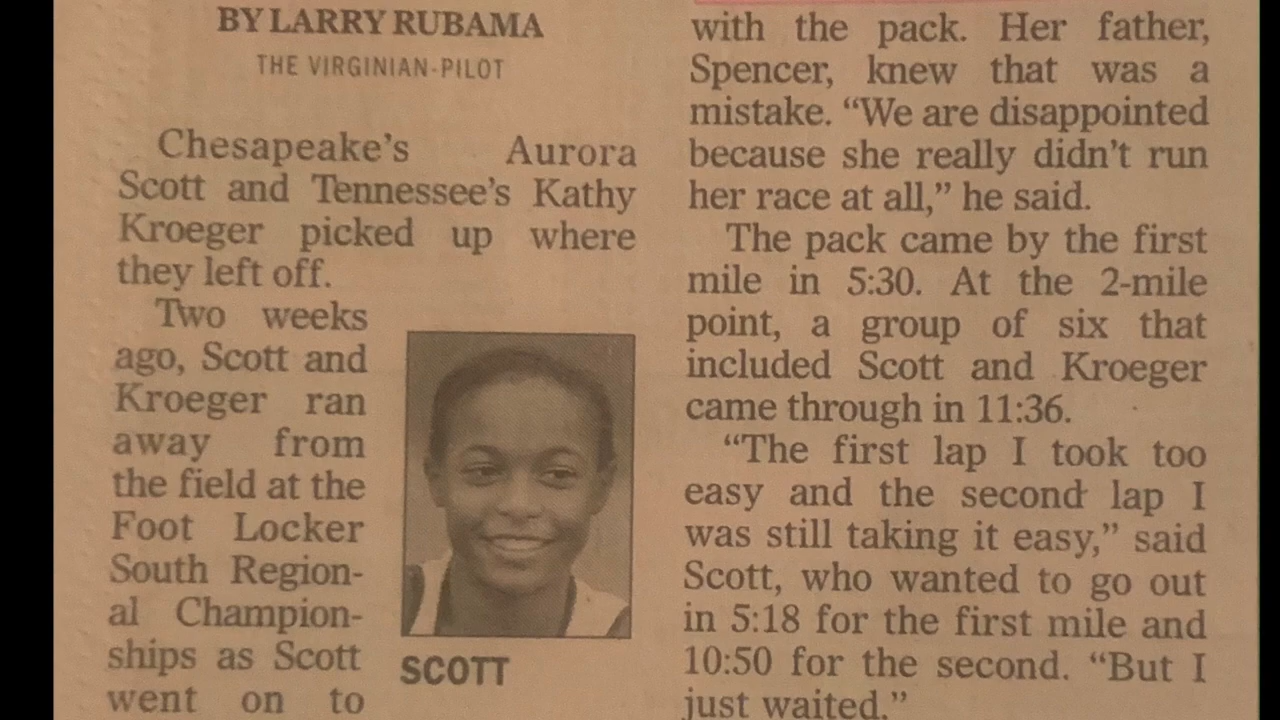 BY LARRY RUBAMA
THE VIRGINIAN-PILOT
Chesapeake's Aurora
Scott and Tennessee's Kathy
Kroeger picked up where
they left off.
Two weeks
ago, Scott and
Kroeger ran
away from
the field at the
Foot Locker
South Region-
al Champion-
ships as Scott
went on to
SCOTT
with the pack. Her father,
Spencer, knew that was a
mistake. “We are disappointed
because she really didn't run
her race at all,” he said.
The pack came by the first
mile in 5:30. At the 2-mile
point, a group of six that
included Scott and Kroeger
came through in 11:36.
“The first lap I took too
easy and the second lap I
was still taking it easy,” said
Scott, who wanted to go out
in 5:18 for the first mile and
10:50 for the second. “But I
just waited.”